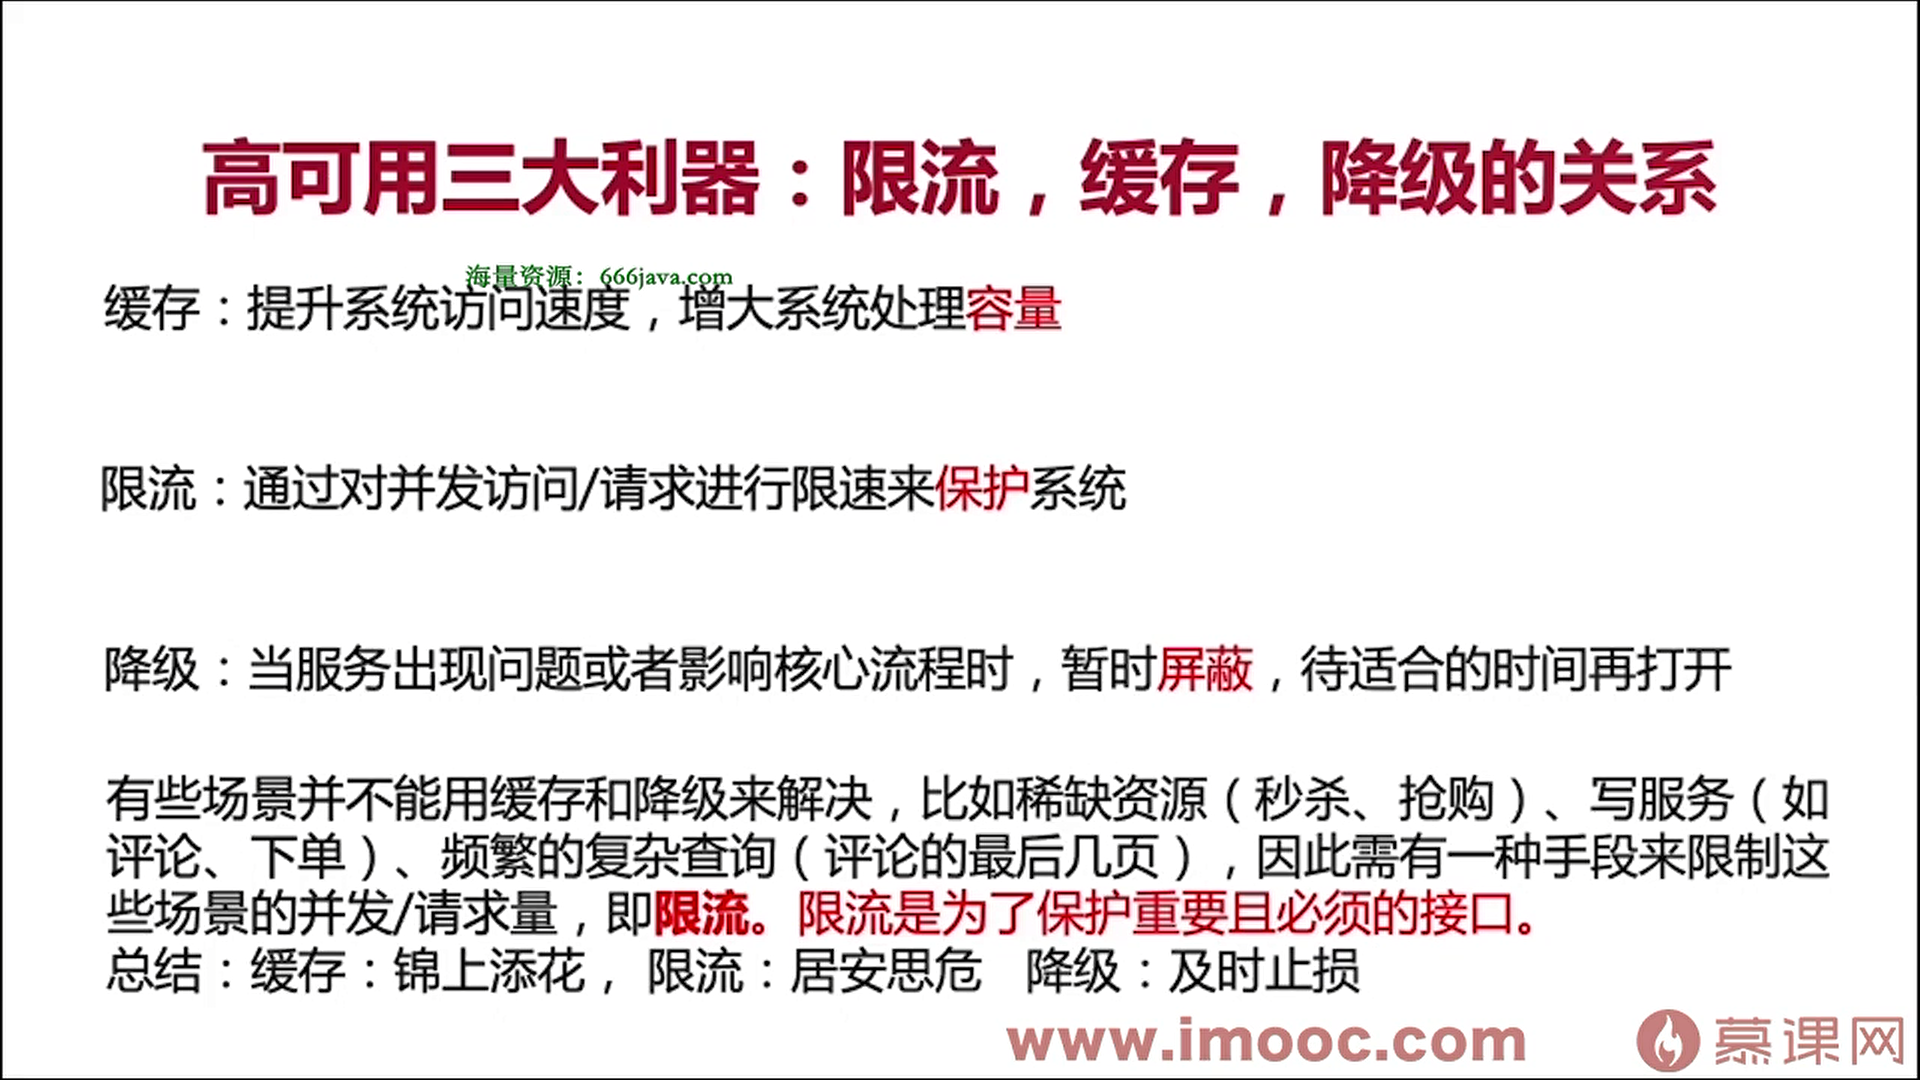 高可用三大利器：限流，缓存，降级的关系
海量资源：666java.com
缓存：提升系统访问速度，增大系统处理容量
限流：通过对并发访问/请求进行限速来保护系统
降级：当服务出现问题或者影响核心流程时，暂时屏蔽，待适合的时间再打开
有些场景并不能用缓存和降级来解决，比如稀缺资源（秒杀、抢购）、写服务（如
评论、下单）、频繁的复杂查询（评论的最后几页），因此需有一种手段来限制这
些场景的并发/请求量，即限流。限流是为了保护重要且必须的接口。
总结：缓存：锦上添花， 限流：居安思危 降级：及时止损
www.imooc.com 慕课网